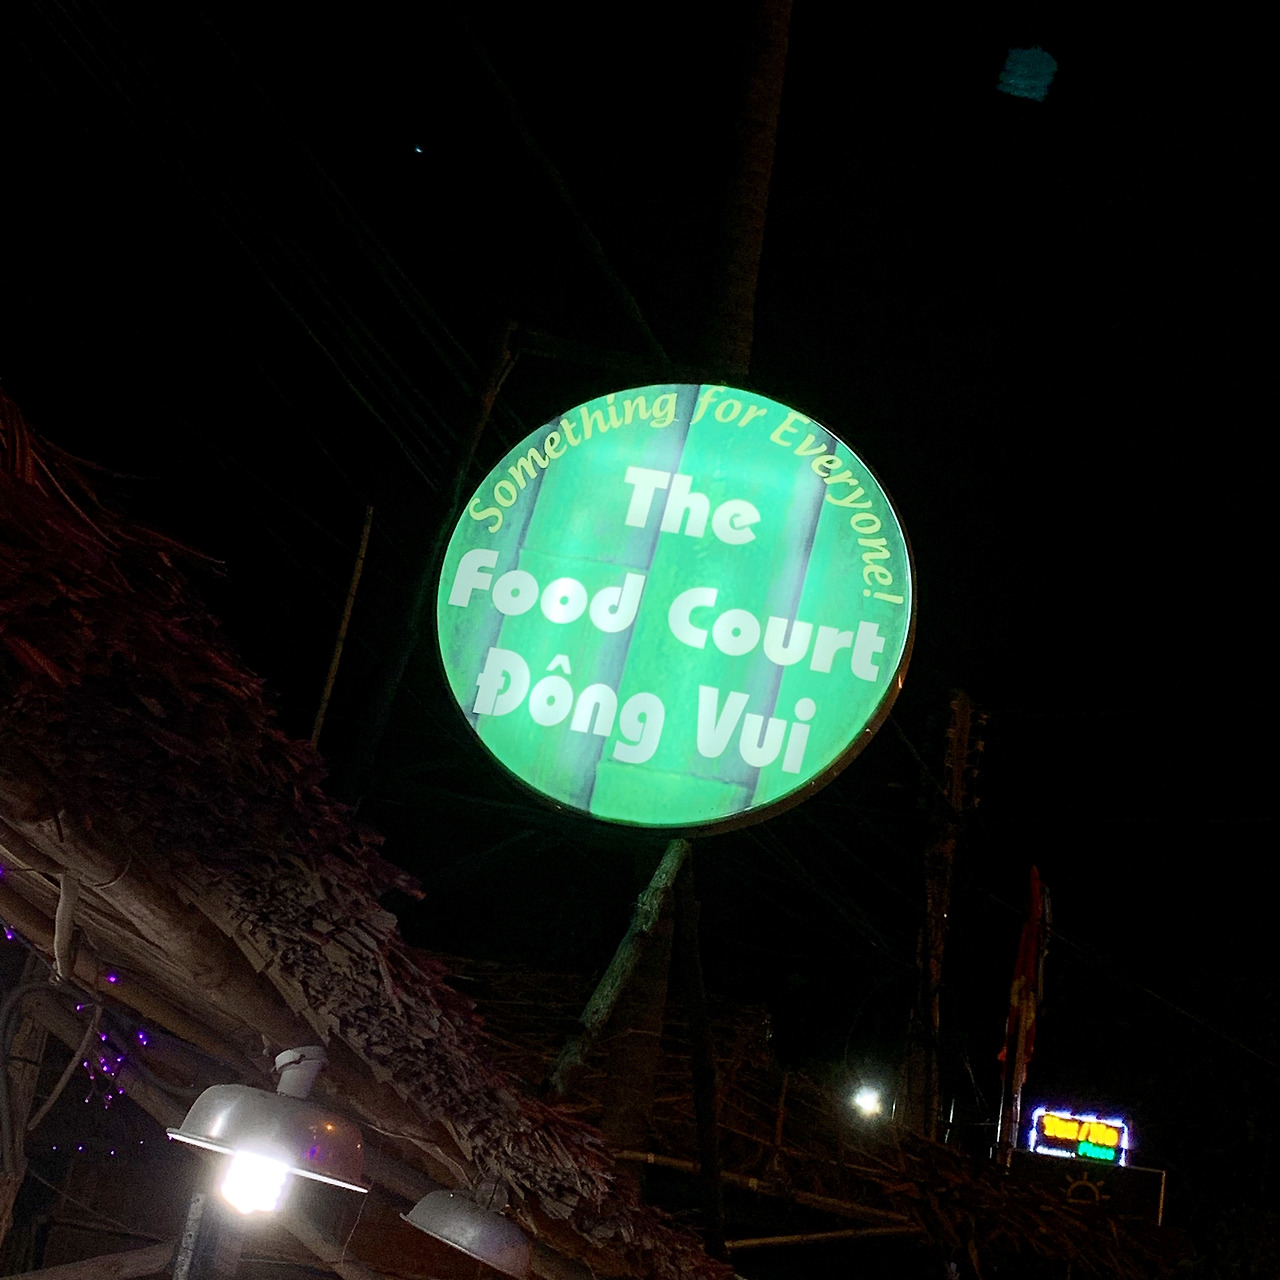 Something for Everyone!
The
Food Court
Đông Vui